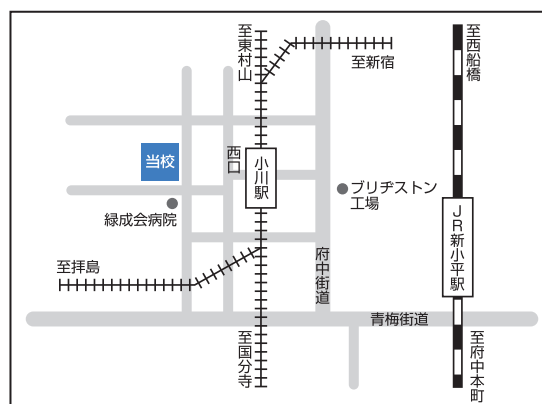 至東村山
至新宿
至西船橋
当校
西口
小川駅
ブリヂストン
工場
緑成会病院
JR新小平駅
至拝島
府中街道
青梅街道
至国分寺
至府中本町